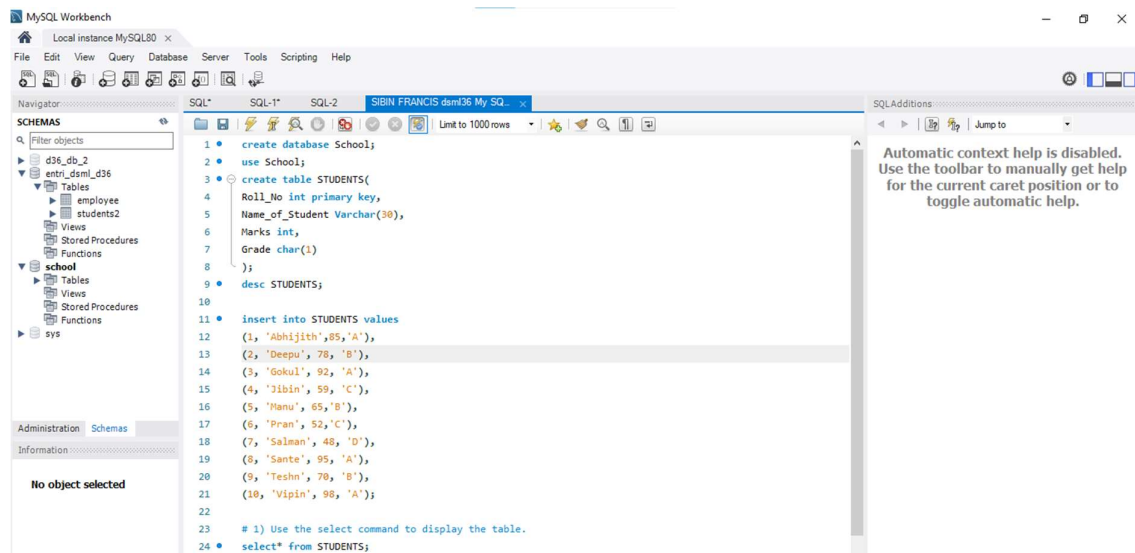 MySQL Workbench
Local instance MySQL80 ×
File Edit View Query Database Server Tools Scripting Help
Navigator
SCHEMAS
Filter objects
d36_db_2
entri_dsml_d36
Tables
employee
students2
Views
Stored Procedures
Functions
school
Tables
Views
Stored Procedures
Functions
sys
Administration Schemas
Information
No object selected
SQL* SQL-1* SQL-2 SIBIN FRANCIS dsml36 My SQ... ×
Limit to 1000 rows
1 create database School;
2 use School;
3 create table STUDENTS(
4 Roll_No int primary key,
5 Name_of_Student Varchar(30),
6 Marks int,
7 Grade char(1)
8 );
9 desc STUDENTS;
10
11 insert into STUDENTS values
12 (1, 'Abhijith',85,'A'),
13 (2, 'Deepu', 78, 'B'),
14 (3, 'Gokul', 92, 'A'),
15 (4, 'Jibin', 59, 'C'),
16 (5, 'Manu', 65,'B'),
17 (6, 'Pran', 52,'C'),
18 (7, 'Salman', 48, 'D'),
19 (8, 'Sante', 95, 'A'),
20 (9, 'Teshn', 70, 'B'),
21 (10, 'Vipin', 98, 'A');
22
23 # 1) Use the select command to display the table.
24 select* from STUDENTS;
SQLAdditions
Jump to
Automatic context help is disabled.
Use the toolbar to manually get help
for the current caret position or to
toggle automatic help.